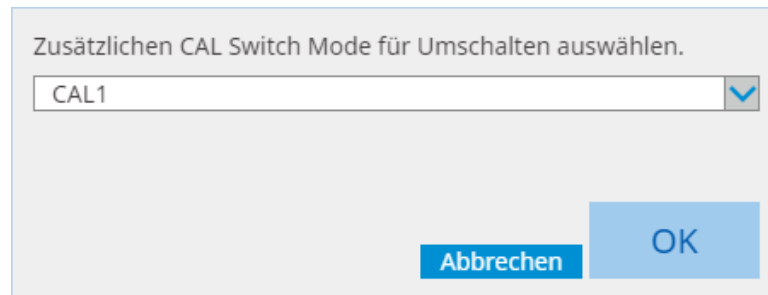 Zusätzlichen CAL Switch Mode für Umschalten auswählen.
CAL1
Abbrechen
OK